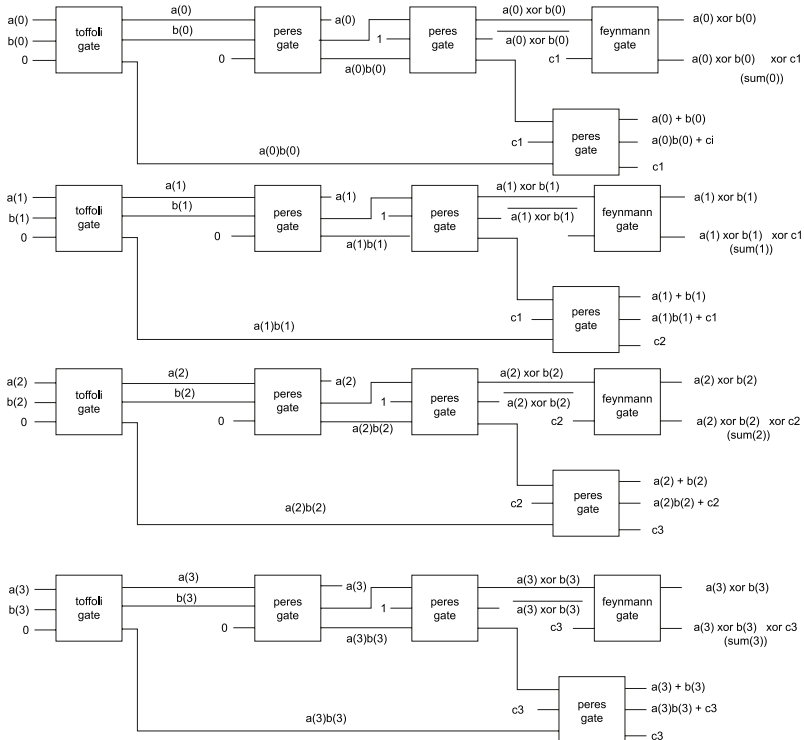 a(0)
b(0)
0
toffoli
gate
a(0)
b(0)
0
peres
gate
a(0)
a(0)b(0)
1
peres
gate
a(0) xor b(0)
a(0) xor b(0)
c1
feynmann
gate
a(0) xor b(0)
a(0) xor b(0) xor c1
(sum(0))
a(0)b(0)
c1
peres
gate
a(0) + b(0)
a(0)b(0) + ci
c1
a(1)
b(1)
0
toffoli
gate
a(1)
b(1)
0
peres
gate
a(1)
a(1)b(1)
1
peres
gate
a(1) xor b(1)
a(1) xor b(1)
feynmann
gate
a(1) xor b(1)
a(1) xor b(1) xor c1
(sum(1))
a(1)b(1)
c1
peres
gate
a(1) + b(1)
a(1)b(1) + c1
c2
a(2)
b(2)
0
toffoli
gate
a(2)
b(2)
0
peres
gate
a(2)
a(2)b(2)
1
peres
gate
a(2) xor b(2)
a(2) xor b(2)
c2
feynmann
gate
a(2) xor b(2)
a(2) xor b(2) xor c2
(sum(2))
a(2)b(2)
c2
peres
gate
a(2) + b(2)
a(2)b(2) + c2
c3
a(3)
b(3)
0
toffoli
gate
a(3)
b(3)
0
peres
gate
a(3)
a(3)b(3)
1
peres
gate
a(3) xor b(3)
a(3) xor b(3)
c3
feynmann
gate
a(3) xor b(3)
a(3) xor b(3) xor c3
(sum(3))
a(3)b(3)
c3
peres
gate
a(3) + b(3)
a(3)b(3) + c3
c3